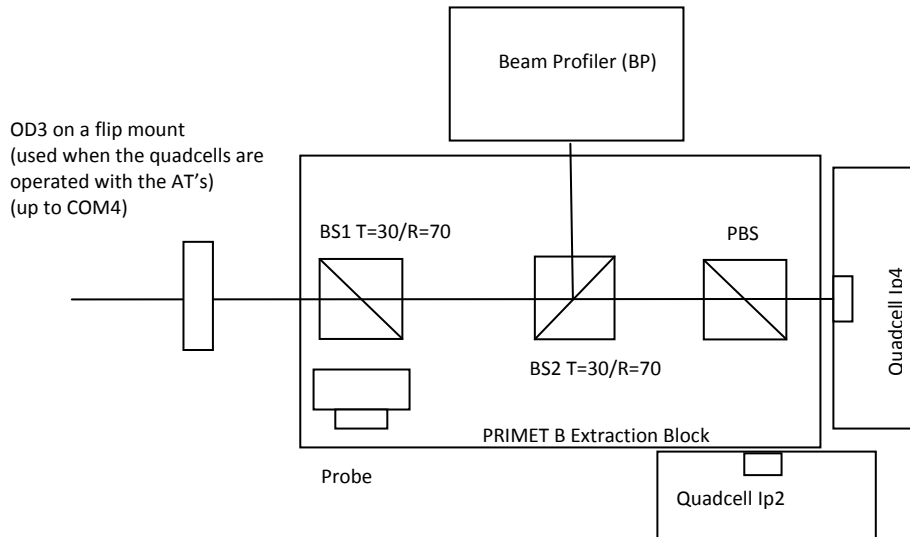 Beam Profiler (BP)
OD3 on a flip mount
(used when the quadcells are
operated with the AT's)
(up to COM4)
BS1 T=30/R=70
PBS
Quadcell Ip4
BS2 T=30/R=70
PRIMET B Extraction Block
Probe
Quadcell Ip2